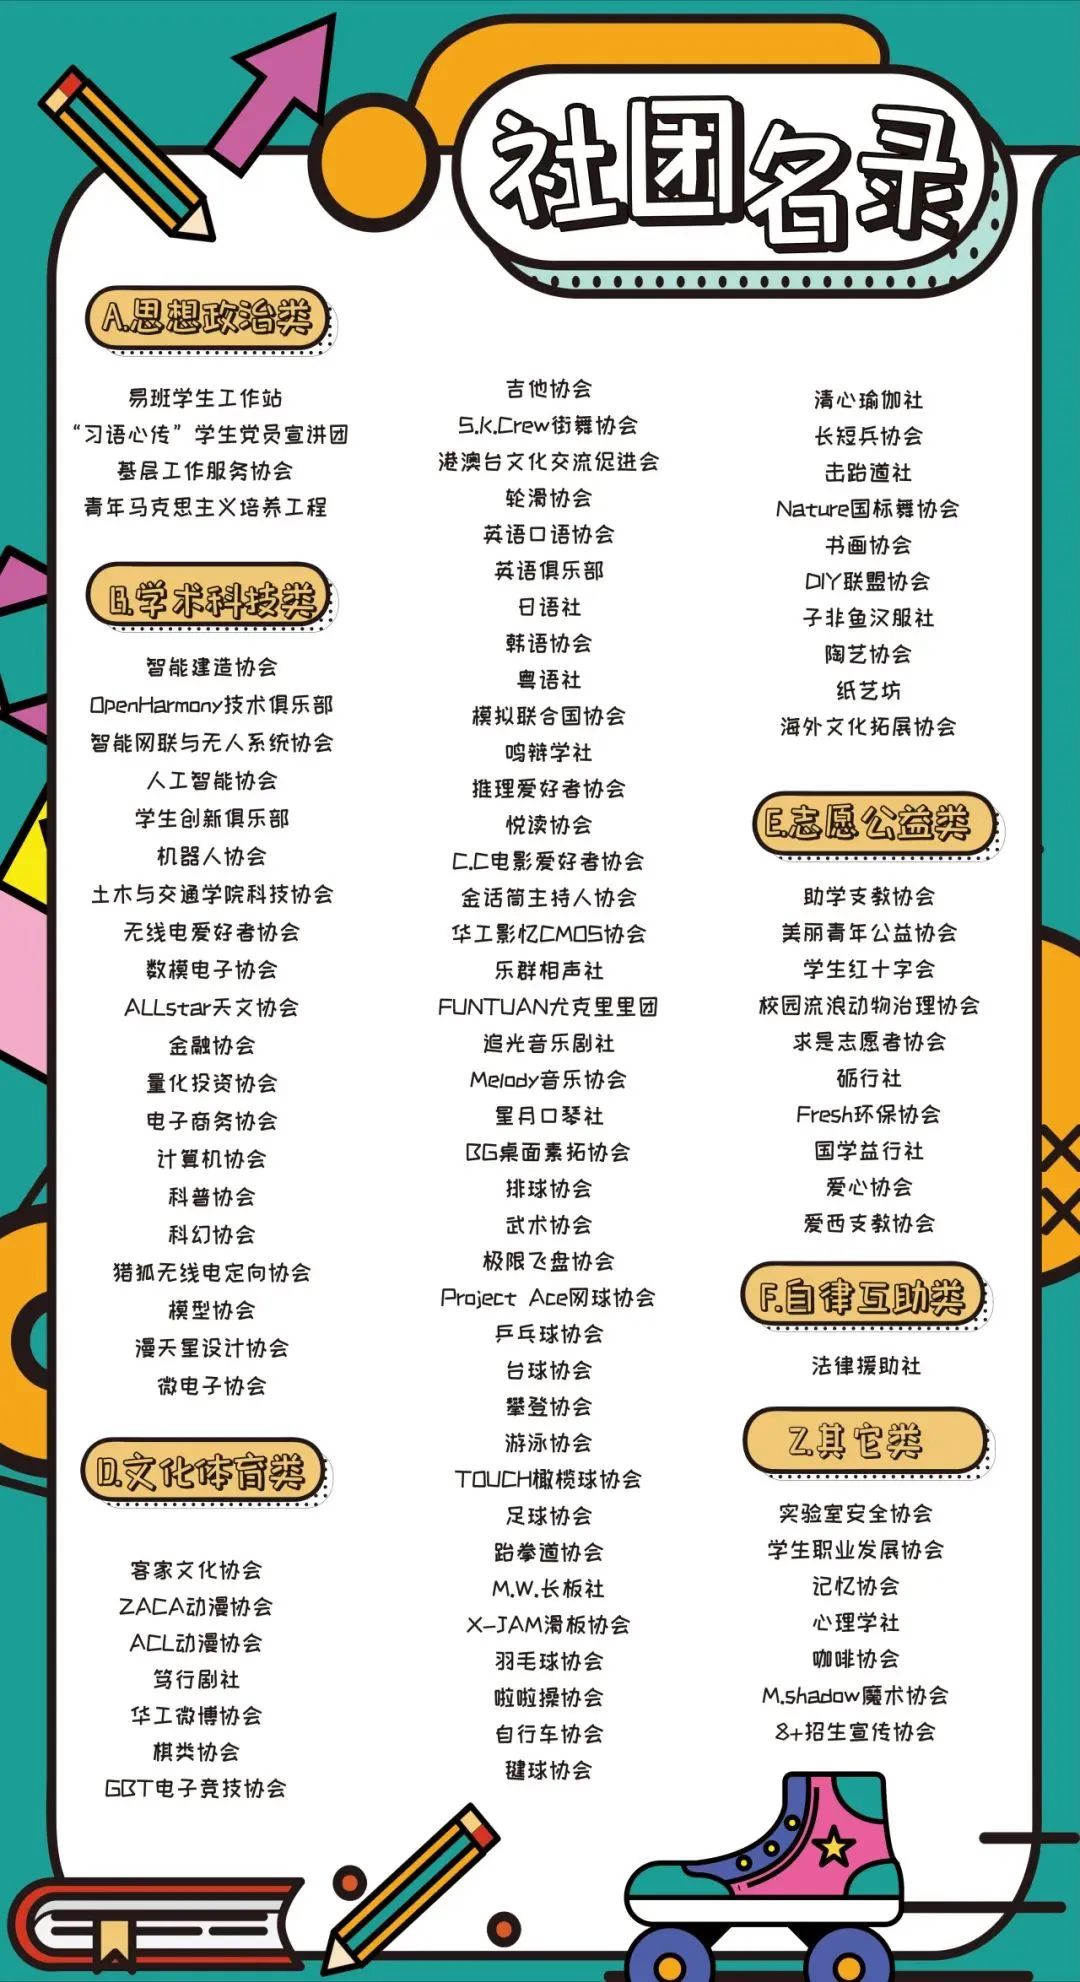 社团名录
A.思想政治类
易班学生工作站
“习语心传”学生党员宣讲团
基层工作服务协会
青年马克思主义培养工程
B.学术科技类
智能建造协会
OpenHarmony技术俱乐部
智能网联与无人系统协会
人工智能协会
学生创新俱乐部
机器人协会
土木与交通学院科技协会
无线电爱好者协会
数模电子协会
ALLstar天文协会
金融协会
量化投资协会
电子商务协会
计算机协会
科普协会
科幻协会
猎狐无线电定向协会
模型协会
漫天星设计协会
微电子协会
D.文化体育类
客家文化协会
ZACA动漫协会
ACL动漫协会
笃行剧社
华工微博协会
棋类协会
GBT电子竞技协会
吉他协会
S.K.Crew街舞协会
港澳台文化交流促进会
轮滑协会
英语口语协会
英语俱乐部
日语社
韩语协会
粤语社
模拟联合国协会
鸣辩学社
推理爱好者协会
悦读协会
C.C电影爱好者协会
金话筒主持人协会
华工影忆CMOS协会
乐群相声社
FUNTUAN尤克里里团
追光音乐剧社
Melody音乐协会
星月口琴社
BG桌面素拓协会
排球协会
武术协会
极限飞盘协会
Project Ace网球协会
乒乓球协会
台球协会
攀登协会
游泳协会
TOUCH橄榄球协会
足球协会
跆拳道协会
M.W.长板社
X-JAM滑板协会
羽毛球协会
啦啦操协会
自行车协会
毽球协会
清心瑜伽社
长短兵协会
击跆道社
Nature国标舞协会
书画协会
DIY联盟协会
子非鱼汉服社
陶艺协会
纸艺坊
海外文化拓展协会
E.志愿公益类
助学支教协会
美丽青年公益协会
学生红十字会
校园流浪动物治理协会
求是志愿者协会
砺行社
Fresh环保协会
国学益行社
爱心协会
爱西支教协会
F.自律互助类
法律援助社
Z.其它类
实验室安全协会
学生职业发展协会
记忆协会
心理学社
咖啡协会
M.shadow魔术协会
8+招生宣传协会